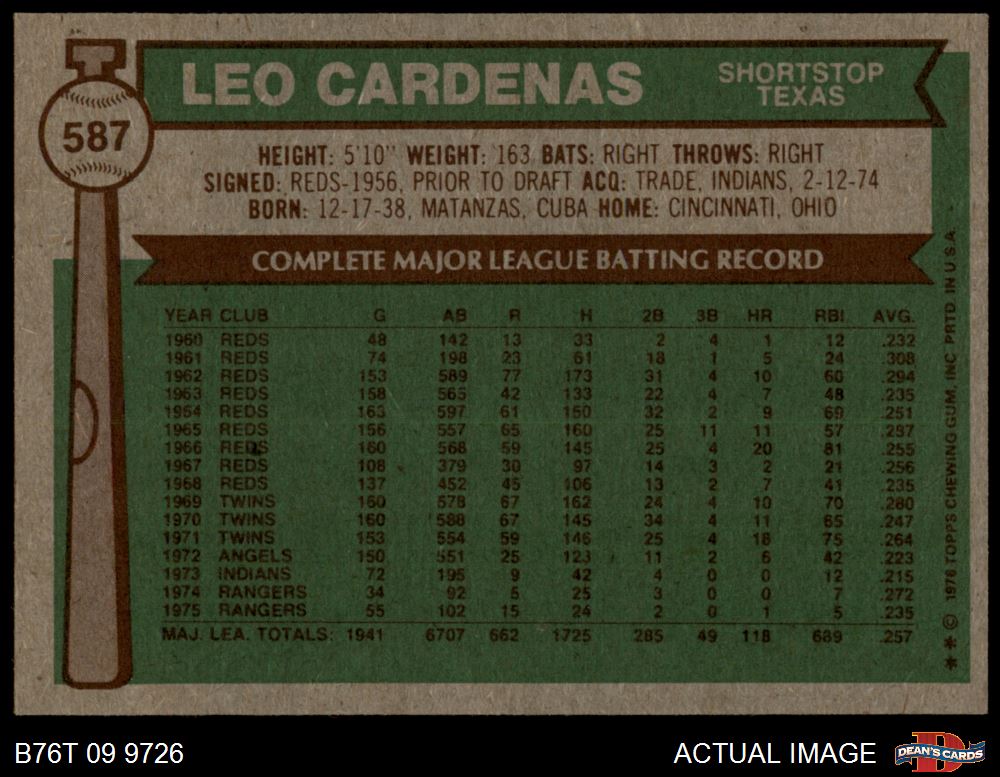 LEO CARDENAS
SHORTSTOP
TEXAS
587
HEIGHT: 5'10" WEIGHT: 163 BATS: RIGHT THROWS: RIGHT
SIGNED: REDS-1956, PRIOR TO DRAFT ACQ: TRADE, INDIANS, 2-12-74
BORN: 12-17-38, MATANZAS, CUBA HOME: CINCINNATI, OHIO
COMPLETE MAJOR LEAGUE BATTING RECORD
YEAR CLUB G AB R H 2B 3B HR RBI AVG.
1960 REDS 48 142 13 33 2 4 1 12 .232
1961 REDS 74 198 23 61 18 1 5 24 .308
1962 REDS 153 589 77 173 31 4 10 60 .294
1963 REDS 158 565 42 133 22 4 7 48 .235
1964 REDS 163 597 61 150 32 2 9 69 .251
1965 REDS 156 557 65 160 25 11 11 57 .287
1966 REDS 160 568 59 145 25 4 20 81 .255
1967 REDS 108 379 30 97 14 3 2 21 .256
1968 REDS 137 452 45 106 13 2 7 41 .235
1969 TWINS 160 578 67 162 24 4 10 70 .280
1970 TWINS 160 588 67 145 34 4 11 65 .247
1971 TWINS 153 554 59 146 25 4 18 75 .264
1972 ANGELS 150 551 25 123 11 2 6 42 .223
1973 INDIANS 72 195 9 42 4 0 0 12 .215
1974 RANGERS 34 92 5 25 3 0 0 7 .272
1975 RANGERS 55 102 15 24 2 0 1 5 .235
MAJ. LEA. TOTALS: 1941 6707 662 1725 285 49 118 689 .257
* * © 1976 TOPPS CHEWING GUM, INC. PRTD. IN U.S.A.
B76T 09 9726
ACTUAL IMAGE
D
DEAN'S CARDS